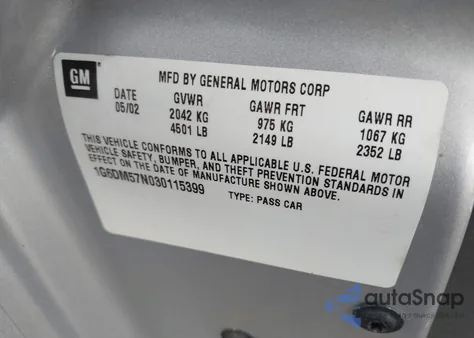 GM
MFD BY GENERAL MOTORS CORP
DATE GVWR GAWR FRT GAWR RR
05/02 2042 KG 975 KG 1067 KG
4501 LB 2149 LB 2352 LB
THIS VEHICLE CONFORMS TO ALL APPLICABLE U.S. FEDERAL MOTOR
VEHICLE SAFETY, BUMPER, AND THEFT PREVENTION STANDARDS IN
EFFECT ON THE DATE OF MANUFACTURE SHOWN ABOVE.
1G6DM57N030115399
TYPE: PASS CAR
autaSnap